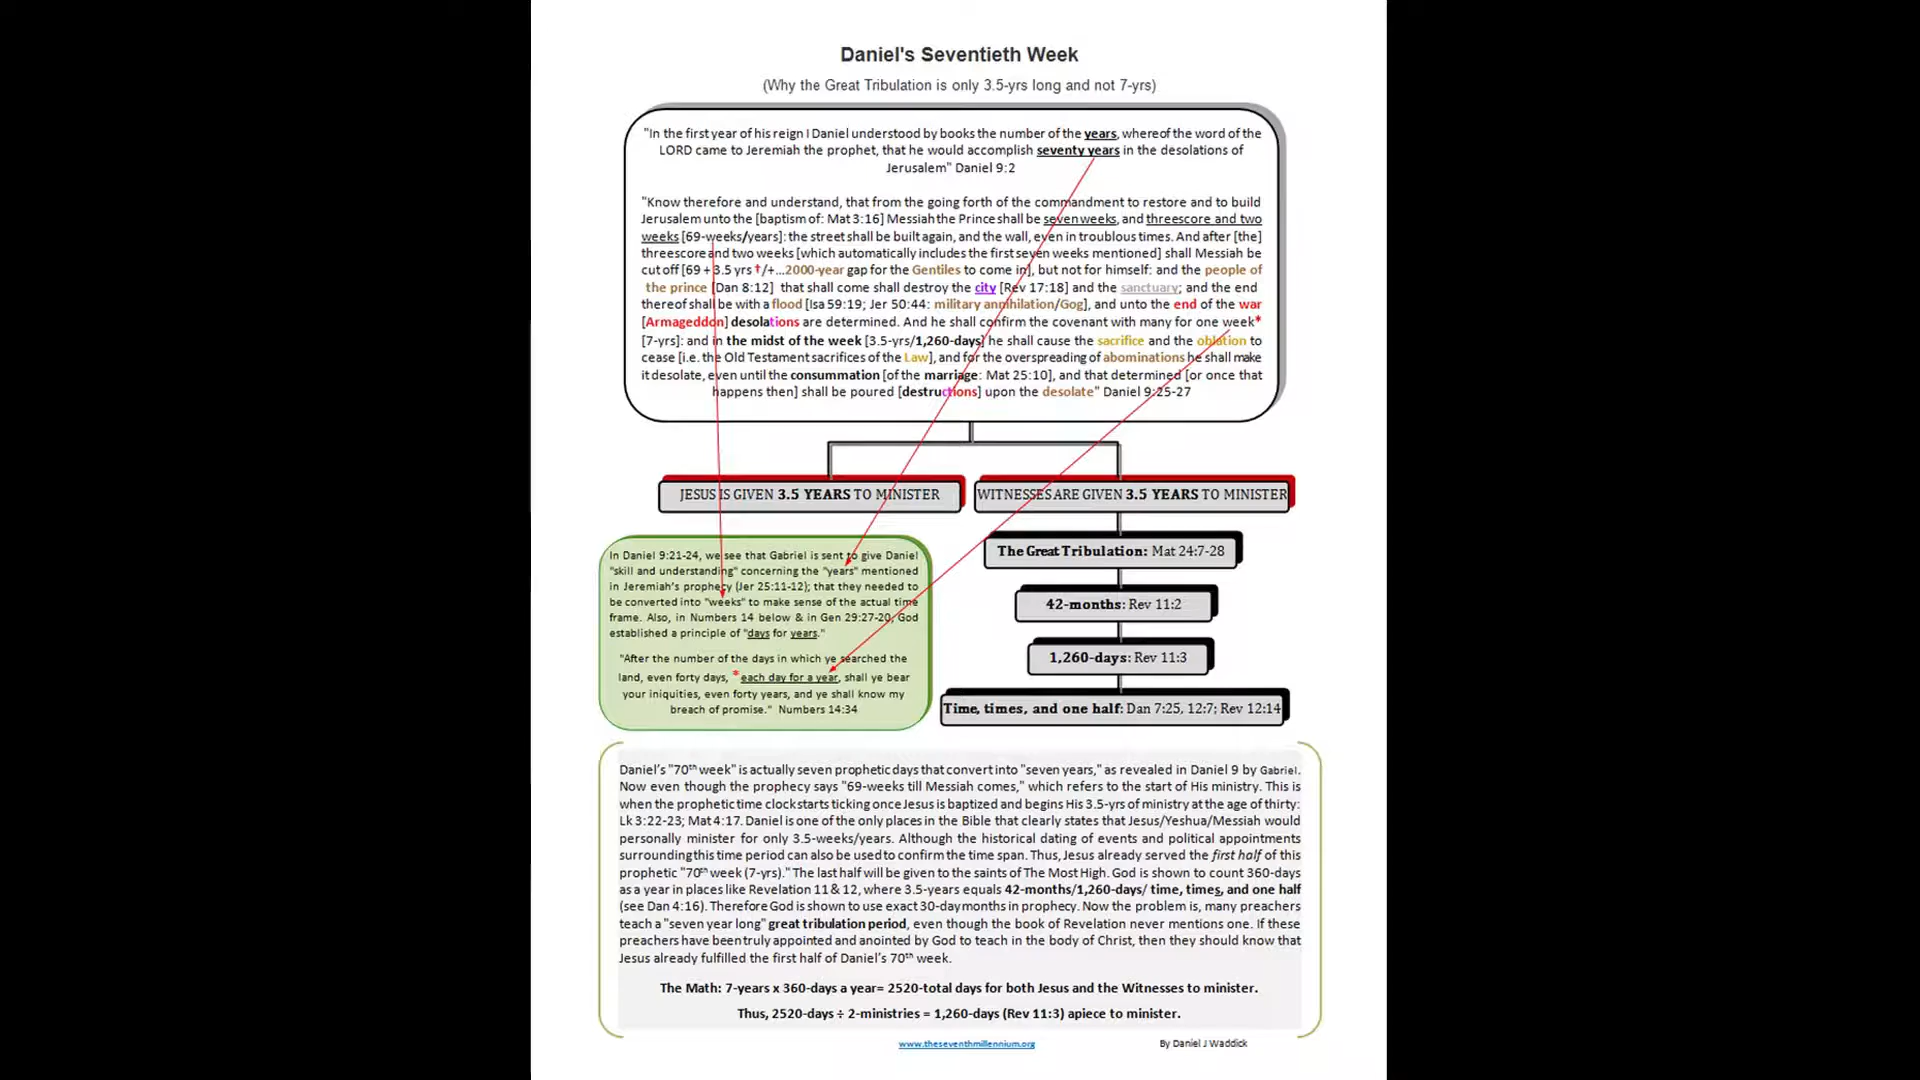 Daniel's Seventieth Week
(Why the Great Tribulation is only 3.5-yrs long and not 7-yrs)
"In the first year of his reign I Daniel understood by books the number of the years, whereof the word of the
LORD came to Jeremiah the prophet, that he would accomplish seventy years in the desolations of
Jerusalem" Daniel 9:2
"Know therefore and understand, that from the going forth of the commandment to restore and to build
Jerusalem unto the [baptism of: Mat 3:16] Messiah the Prince shall be seven weeks, and threescore and two
weeks [69-weeks/years]: the street shall be built again, and the wall, even in troublous times. And after [the]
threescore and two weeks [which automatically includes the first seven weeks mentioned] shall Messiah be
cut off [69 + 3.5 yrs †/+...2000-year gap for the Gentiles to come in], but not for himself: and the people of
the prince [Dan 8:12] that shall come shall destroy the city [Rev 17:18] and the sanctuary; and the end
thereof shall be with a flood [Isa 59:19; Jer 50:44: military annihilation/Gog], and unto the end of the war
[Armageddon] desolations are determined. And he shall confirm the covenant with many for one week*
[7-yrs]: and in the midst of the week [3.5-yrs/1,260-days] he shall cause the sacrifice and the oblation to
cease [i.e. the Old Testament sacrifices of the Law], and for the overspreading of abominations he shall make
it desolate, even until the consummation [of the marriage: Mat 25:10], and that determined [or once that
happens then] shall be poured [destructions] upon the desolate" Daniel 9:25-27
JESUS IS GIVEN 3.5 YEARS TO MINISTER
WITNESSES ARE GIVEN 3.5 YEARS TO MINISTER
The Great Tribulation: Mat 24:7-28
42-months: Rev 11:2
1,260-days: Rev 11:3
Time, times, and one half: Dan 7:25, 12:7; Rev 12:14
In Daniel 9:21-24, we see that Gabriel is sent to give Daniel
"skill and understanding" concerning the "years" mentioned
in Jeremiah's prophecy (Jer 25:11-12); that they needed to
be converted into "weeks" to make sense of the actual time
frame. Also, in Numbers 14 below & in Gen 29:27-20, God
established a principle of "days for years."
"After the number of the days in which ye searched the
land, even forty days, *each day for a year, shall ye bear
your iniquities, even forty years, and ye shall know my
breach of promise." Numbers 14:34
Daniel's "70th week" is actually seven prophetic days that convert into "seven years," as revealed in Daniel 9 by Gabriel.
Now even though the prophecy says "69-weeks till Messiah comes," which refers to the start of His ministry. This is
when the prophetic time clock starts ticking once Jesus is baptized and begins His 3.5-yrs of ministry at the age of thirty:
Lk 3:22-23; Mat 4:17. Daniel is one of the only places in the Bible that clearly states that Jesus/Yeshua/Messiah would
personally minister for only 3.5-weeks/years. Although the historical dating of events and political appointments
surrounding this time period can also be used to confirm the time span. Thus, Jesus already served the first half of this
prophetic "70th week (7-yrs)." The last half will be given to the saints of The Most High. God is shown to count 360-days
as a year in places like Revelation 11 & 12, where 3.5-years equals 42-months/1,260-days/ time, times, and one half
(see Dan 4:16). Therefore God is shown to use exact 30-day months in prophecy. Now the problem is, many preachers
teach a "seven year long" great tribulation period, even though the book of Revelation never mentions one. If these
preachers have been truly appointed and anointed by God to teach in the body of Christ, then they should know that
Jesus already fulfilled the first half of Daniel's 70th week.
The Math: 7-years x 360-days a year= 2520-total days for both Jesus and the Witnesses to minister.
Thus, 2520-days ÷ 2-ministries = 1,260-days (Rev 11:3) apiece to minister.
www.theseventhmillennium.org
By Daniel J Waddick